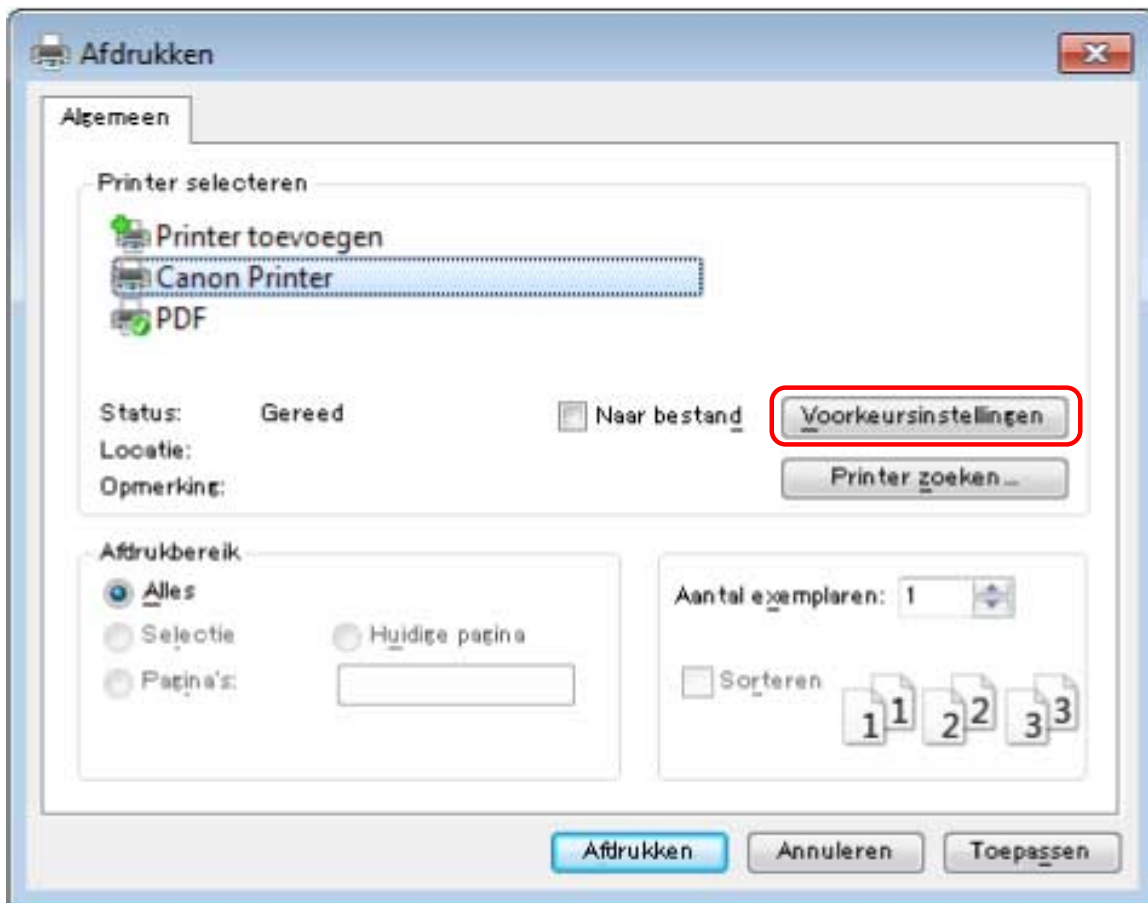 Afdrukken
Algemeen
Printer selecteren
Printer toevoegen
Canon Printer
PDF
Status: Gereed
Naar bestand
Voorkeursinstellingen
Locatie:
Opmerking:
Printer zoeken...
Afdrukbereik
Alles
Selectie
Huidige pagina
Pagina's:
Aantal exemplaren: 1
Sorteren
1 1 2 2 3 3
Afdrukken
Annuleren
Toepassen